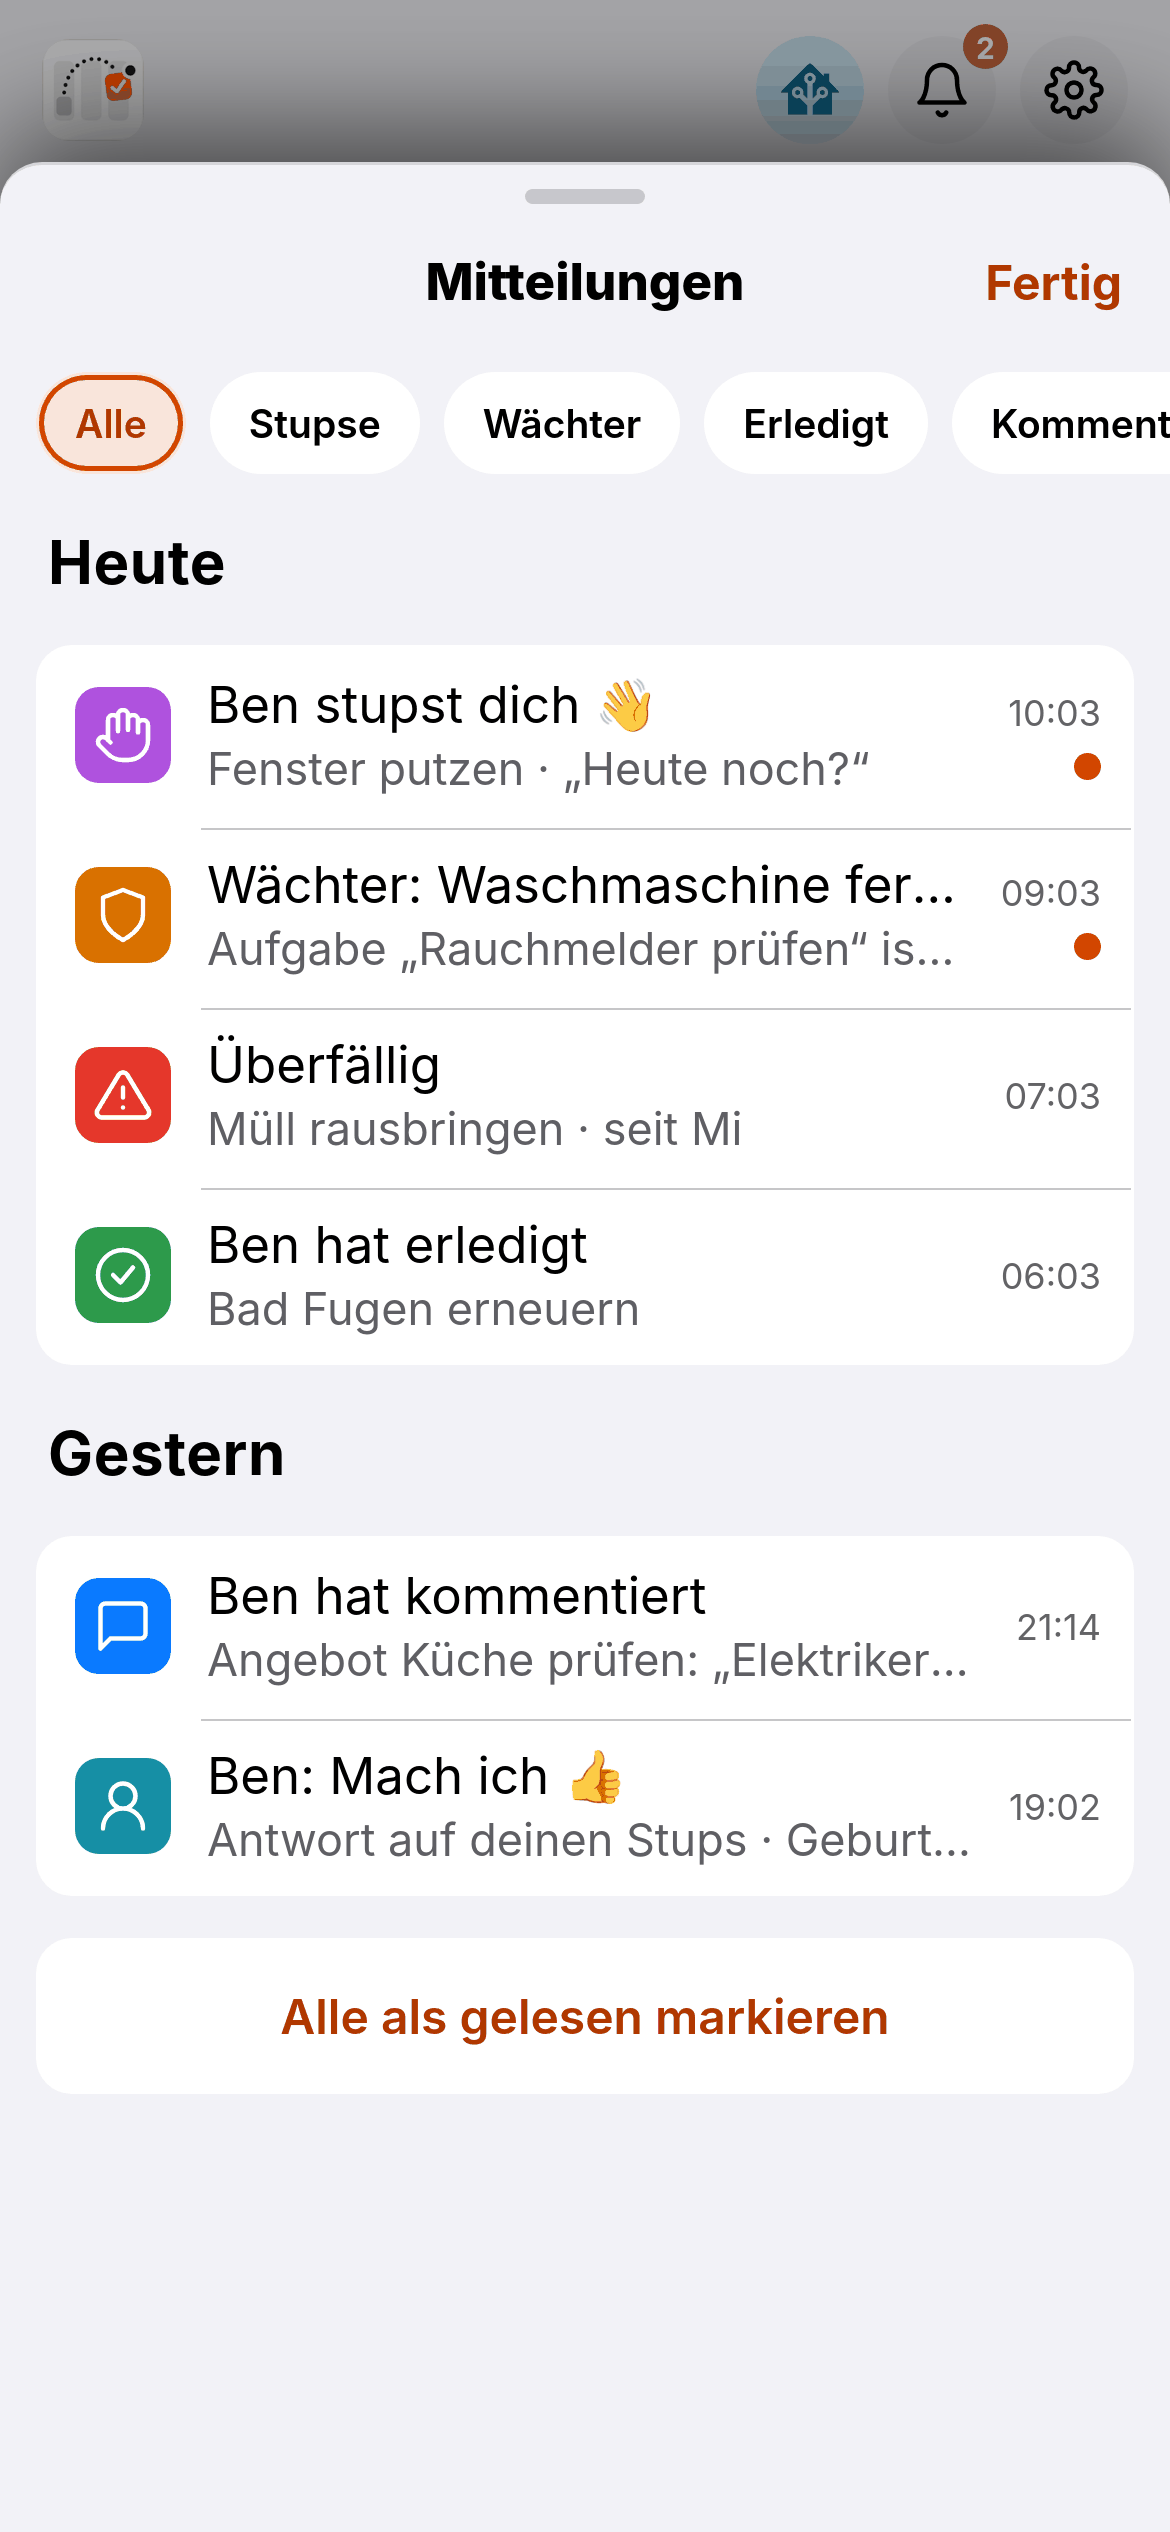 2
Mitteilungen
Fertig
Alle
Stupse
Wächter
Erledigt
Komment
Heute
Ben stupst dich 👋
10:03
Fenster putzen · „Heute noch?“
Wächter: Waschmaschine fer…
09:03
Aufgabe „Rauchmelder prüfen“ is…
Überfällig
07:03
Müll rausbringen · seit Mi
Ben hat erledigt
06:03
Bad Fugen erneuern
Gestern
Ben hat kommentiert
21:14
Angebot Küche prüfen: „Elektriker…
Ben: Mach ich 👍
19:02
Antwort auf deinen Stups · Geburt…
Alle als gelesen markieren